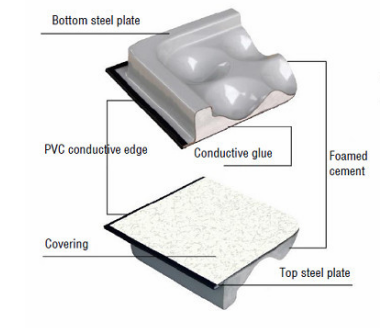 Bottom steel plate
PVC conductive edge
Conductive glue
Foamed
cement
Covering
Top steel plate